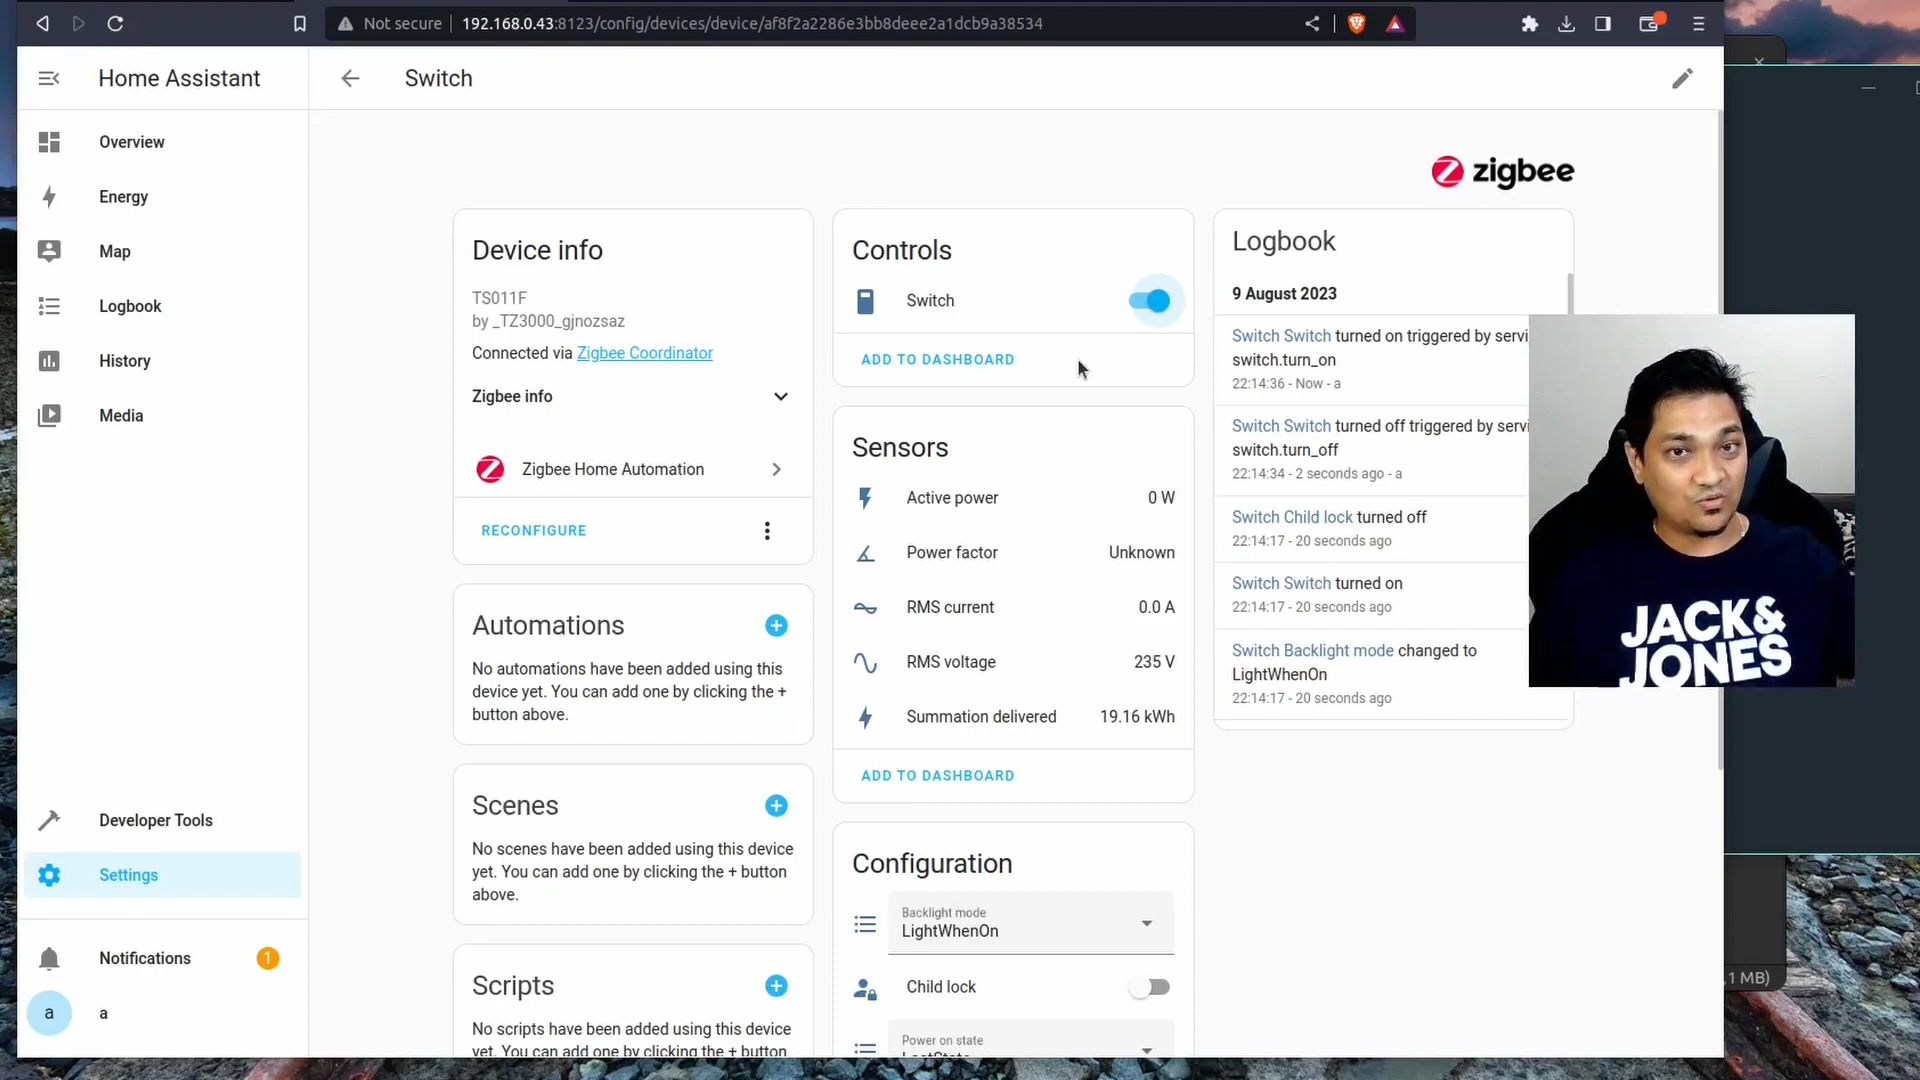 Not secure
192.168.0.43:8123/config/devices/device/af8f2a2286e3bb8deee2a1dcb9a38534
Home Assistant
Switch
Overview
Energy
Map
Logbook
History
Media
Developer Tools
Settings
Notifications
1
a
a
zigbee
Device info
TS011F
by _TZ3000_gjnozsaz
Connected via Zigbee Coordinator
Zigbee info
Zigbee Home Automation
RECONFIGURE
Automations
No automations have been added using this
device yet. You can add one by clicking the +
button above.
Scenes
No scenes have been added using this device
yet. You can add one by clicking the + button
above.
Scripts
No scripts have been added using this device
yet. You can add one by clicking the + button
Controls
Switch
ADD TO DASHBOARD
Sensors
Active power 0 W
Power factor Unknown
RMS current 0.0 A
RMS voltage 235 V
Summation delivered 19.16 kWh
ADD TO DASHBOARD
Configuration
Backlight mode
LightWhenOn
Child lock
Power on state
Logbook
9 August 2023
Switch Switch turned on triggered by servi
switch.turn_on
22:14:36 - Now - a
Switch Switch turned off triggered by servi
switch.turn_off
22:14:34 - 2 seconds ago - a
Switch Child lock turned off
22:14:17 - 20 seconds ago
Switch Switch turned on
22:14:17 - 20 seconds ago
Switch Backlight mode changed to
LightWhenOn
22:14:17 - 20 seconds ago
JACK&
JONES
1 MB)